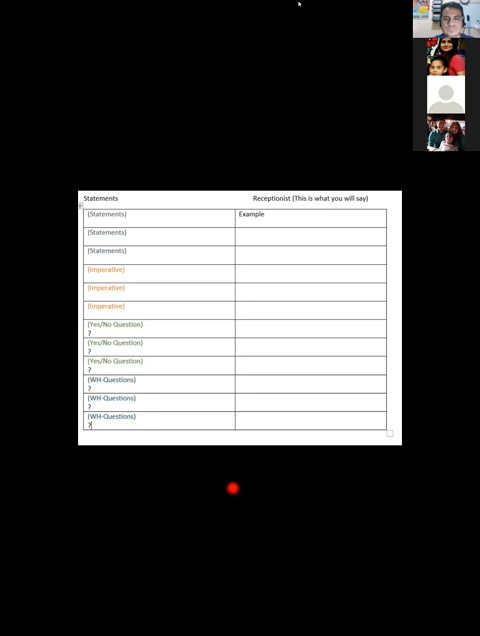 Statements Receptionist (This is what you will say)
(Statements) Example
(Statements)
(Statements)
(Imperative)
(Imperative)
(Imperative)
(Yes/No Question)
?
(Yes/No Question)
?
(Yes/No Question)
?
(WH-Questions)
?
(WH-Questions)
?
(WH-Questions)
?